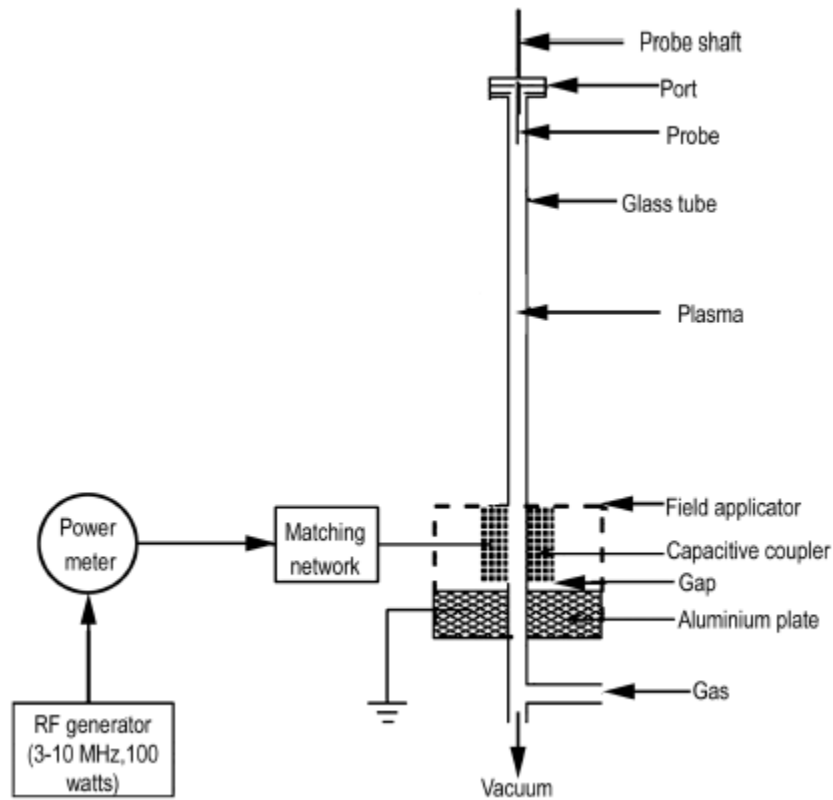 Probe shaft
Port
Probe
Glass tube
Plasma
Field applicator
Power
meter
Matching
network
Capacitive coupler
Gap
Aluminium plate
Gas
RF generator
(3-10 MHz,100
watts)
Vacuum